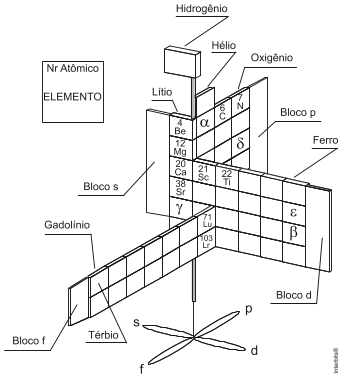 Hidrogênio
Hélio
Nr Atômico
ELEMENTO
Oxigênio
Lítio
4
Be
α
6
C
7
N
Bloco p
12
Mg
δ
Ferro
20
Ca
21
Sc
22
Ti
Bloco s
38
Sr
γ
ε
Gadolínio
71
Lu
β
103
Lr
Bloco d
Bloco f
Térbio
s
p
d
f
Interbits®